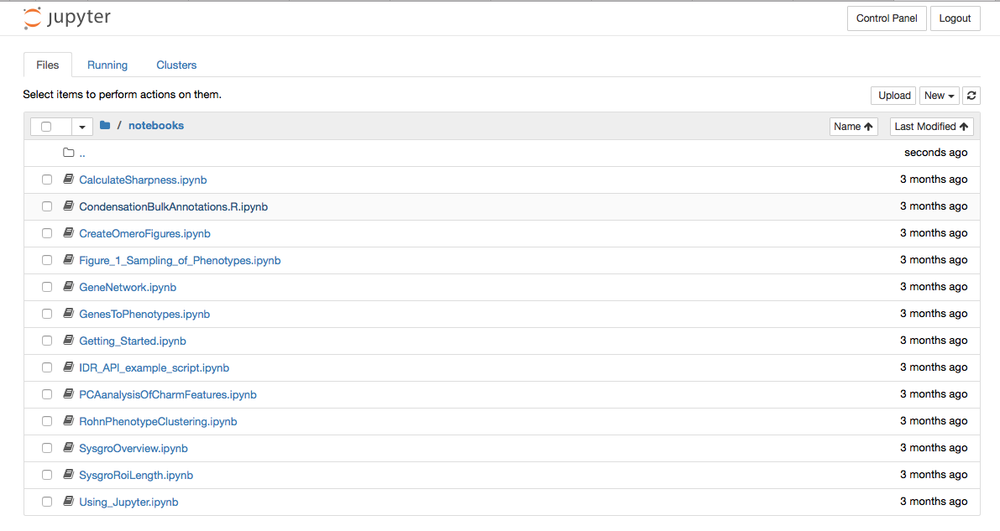 jupyter
Control Panel Logout
Files Running Clusters
Select items to perform actions on them.
Upload New
/ notebooks Name Last Modified
.. seconds ago
CalculateSharpness.ipynb 3 months ago
CondensationBulkAnnotations.R.ipynb 3 months ago
CreateOmeroFigures.ipynb 3 months ago
Figure_1_Sampling_of_Phenotypes.ipynb 3 months ago
GeneNetwork.ipynb 3 months ago
GenesToPhenotypes.ipynb 3 months ago
Getting_Started.ipynb 3 months ago
IDR_API_example_script.ipynb 3 months ago
PCAanalysisOfCharmFeatures.ipynb 3 months ago
RohnPhenotypeClustering.ipynb 3 months ago
SysgroOverview.ipynb 3 months ago
SysgroRoiLength.ipynb 3 months ago
Using_Jupyter.ipynb 3 months ago